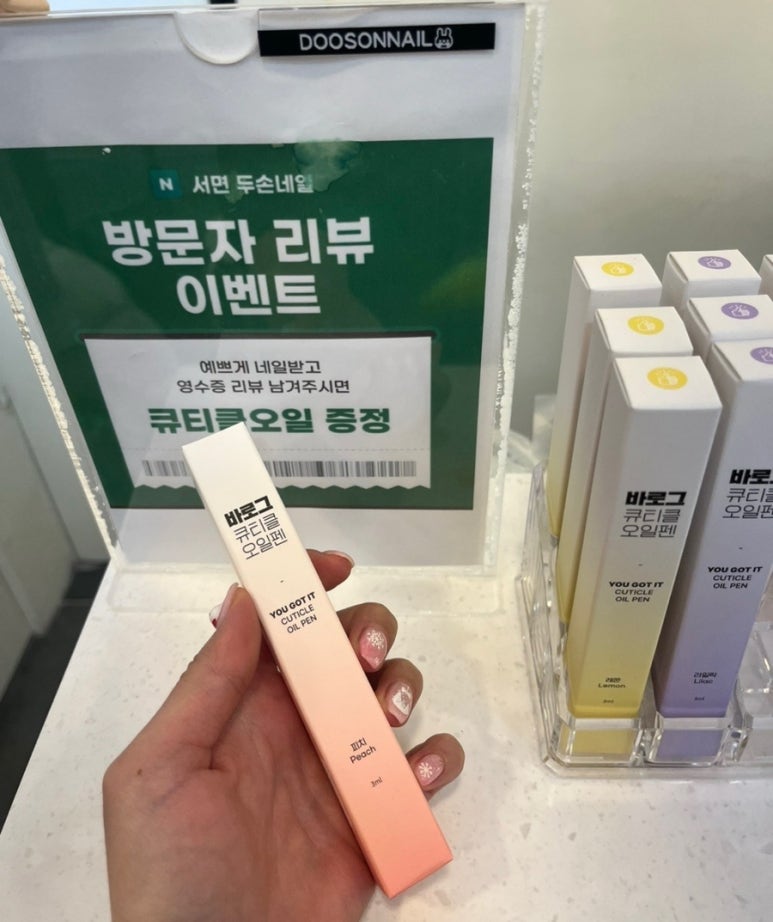 DOOSONNAIL
N 서면 두손네일
방문자 리뷰
이벤트
예쁘게 네일받고
영수증 리뷰 남겨주시면
큐티클오일 증정
바로그
큐티클
오일펜
-
YOU GOT IT
CUTICLE
OIL PEN
피치
Peach
3ml
바로그
큐티클
오일펜
-
YOU GOT IT
CUTICLE
OIL PEN
레몬
Lemon
3ml
바로그
큐티클
오일펜
-
YOU GOT IT
CUTICLE
OIL PEN
라일락
Lilac
3ml